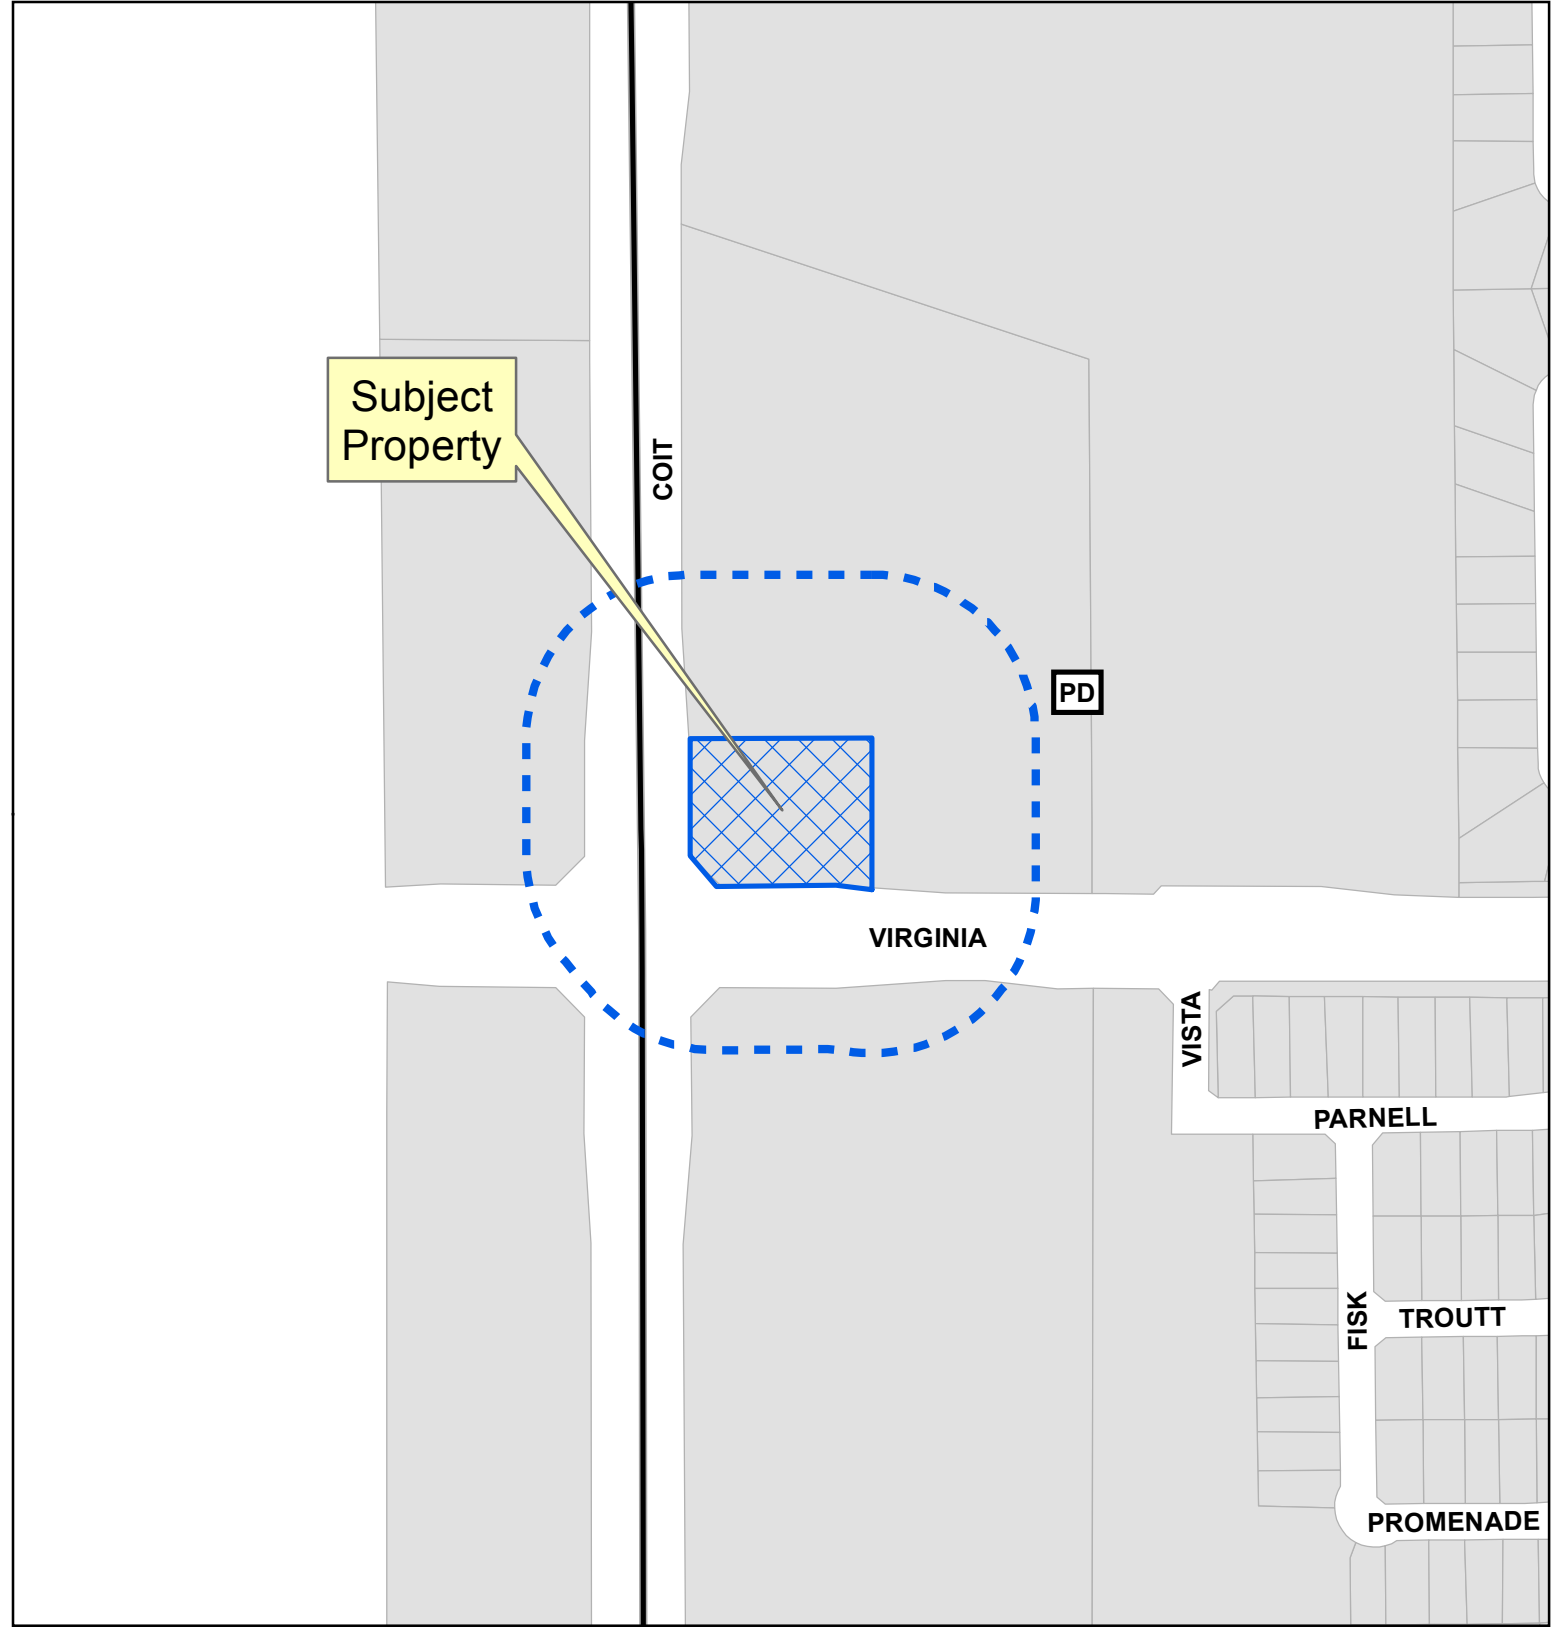 Subject
Property
COIT
PD
VIRGINIA
VISTA
PARNELL
FISK
TROUTT
PROMENADE